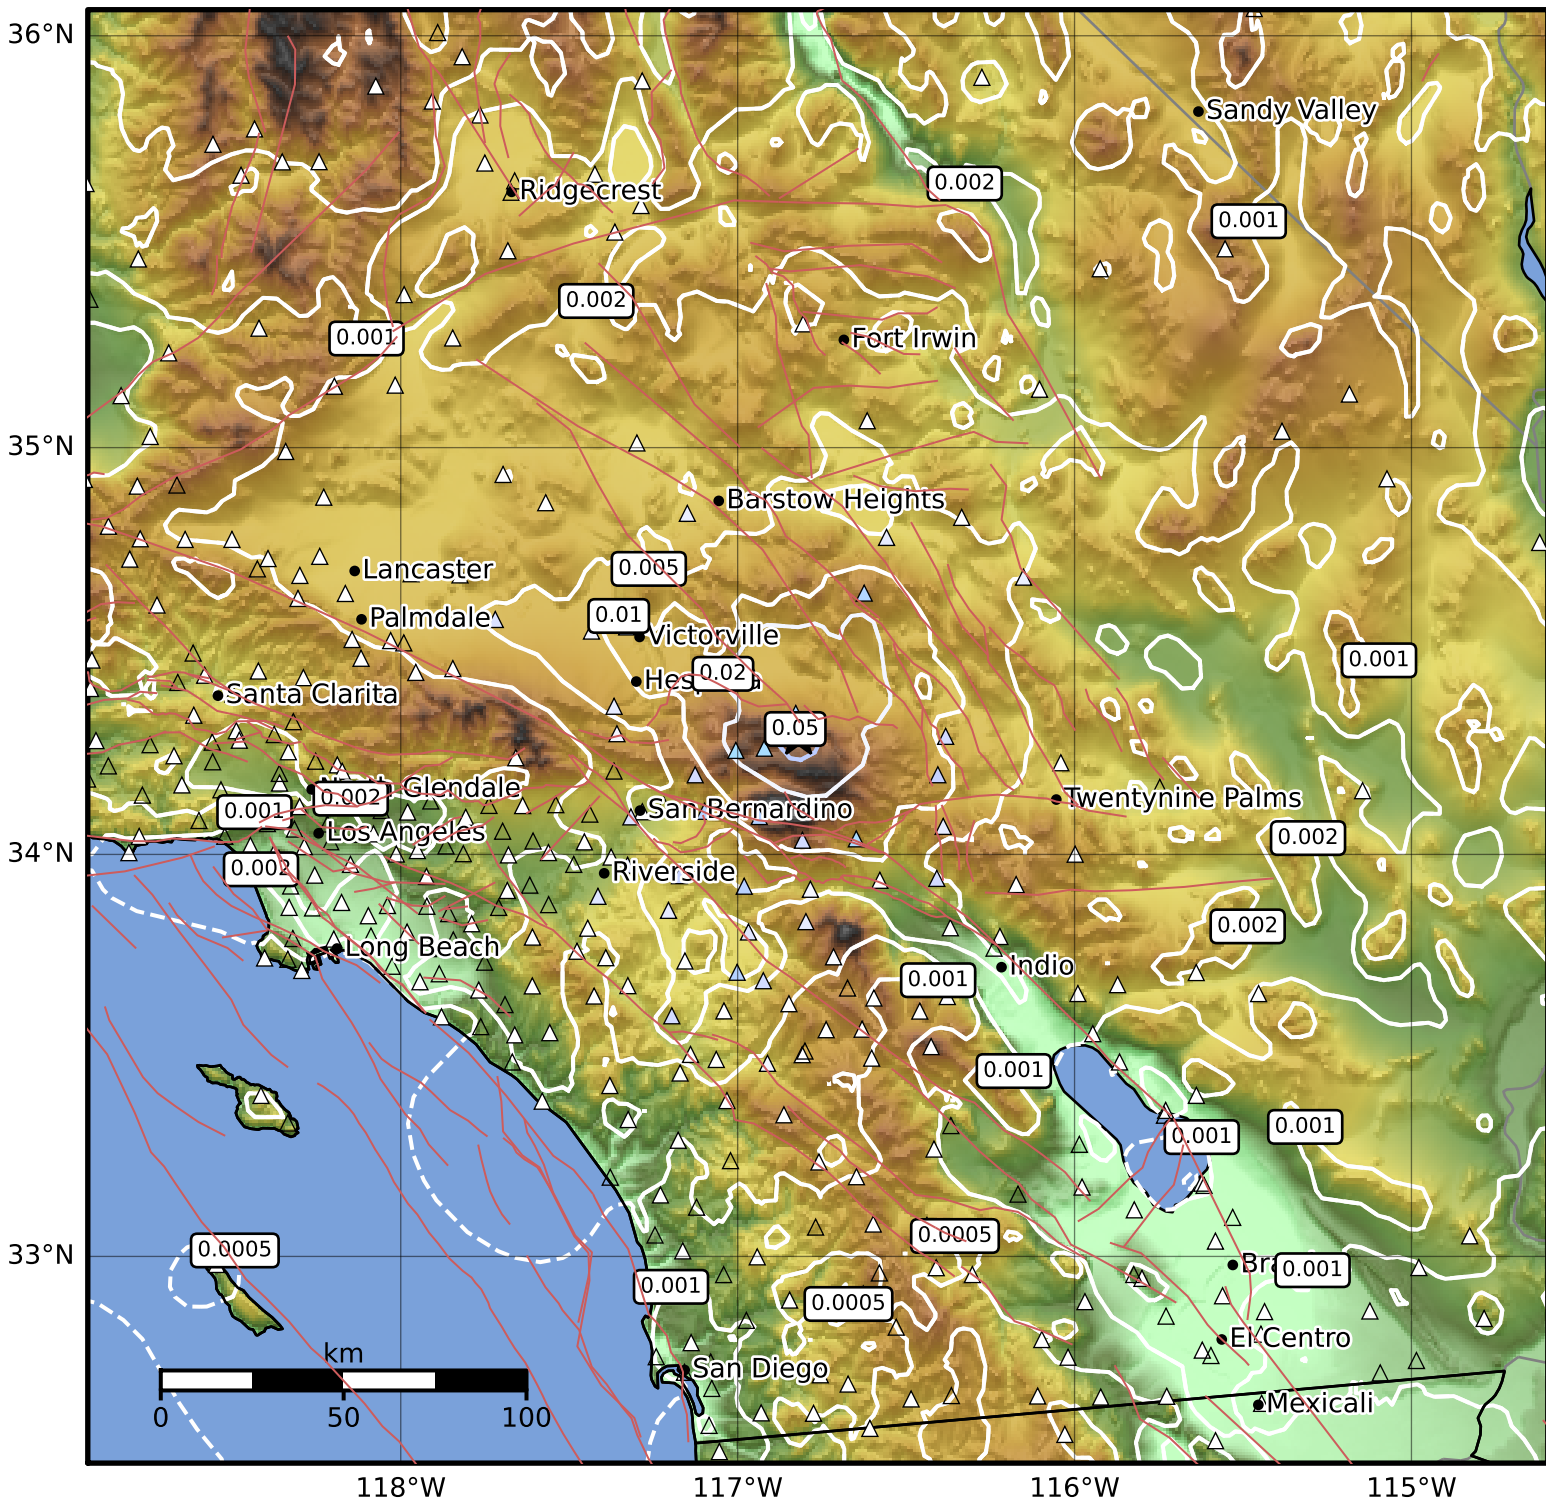 36°N
Sandy Valley
0.002
Ridgecrest
0.001
0.002
0.001
Fort Irwin
35°N
Barstow Heights
0.005
Lancaster
0.01
Palmdale
Victorville
0.001
0.02
Santa Clarita
0.05
Glendale
0.002
Twentynine Palms
0.001
San Bernardino
Los Angeles
0.002
34°N
0.002
Riverside
0.002
Long Beach
Indio
0.001
0.001
0.001
0.001
33°N
0.0005
0.0005
0.001
0.001
0.0005
km
El Centro
San Diego
Mexicali
0
50
100
118°W
117°W
116°W
115°W